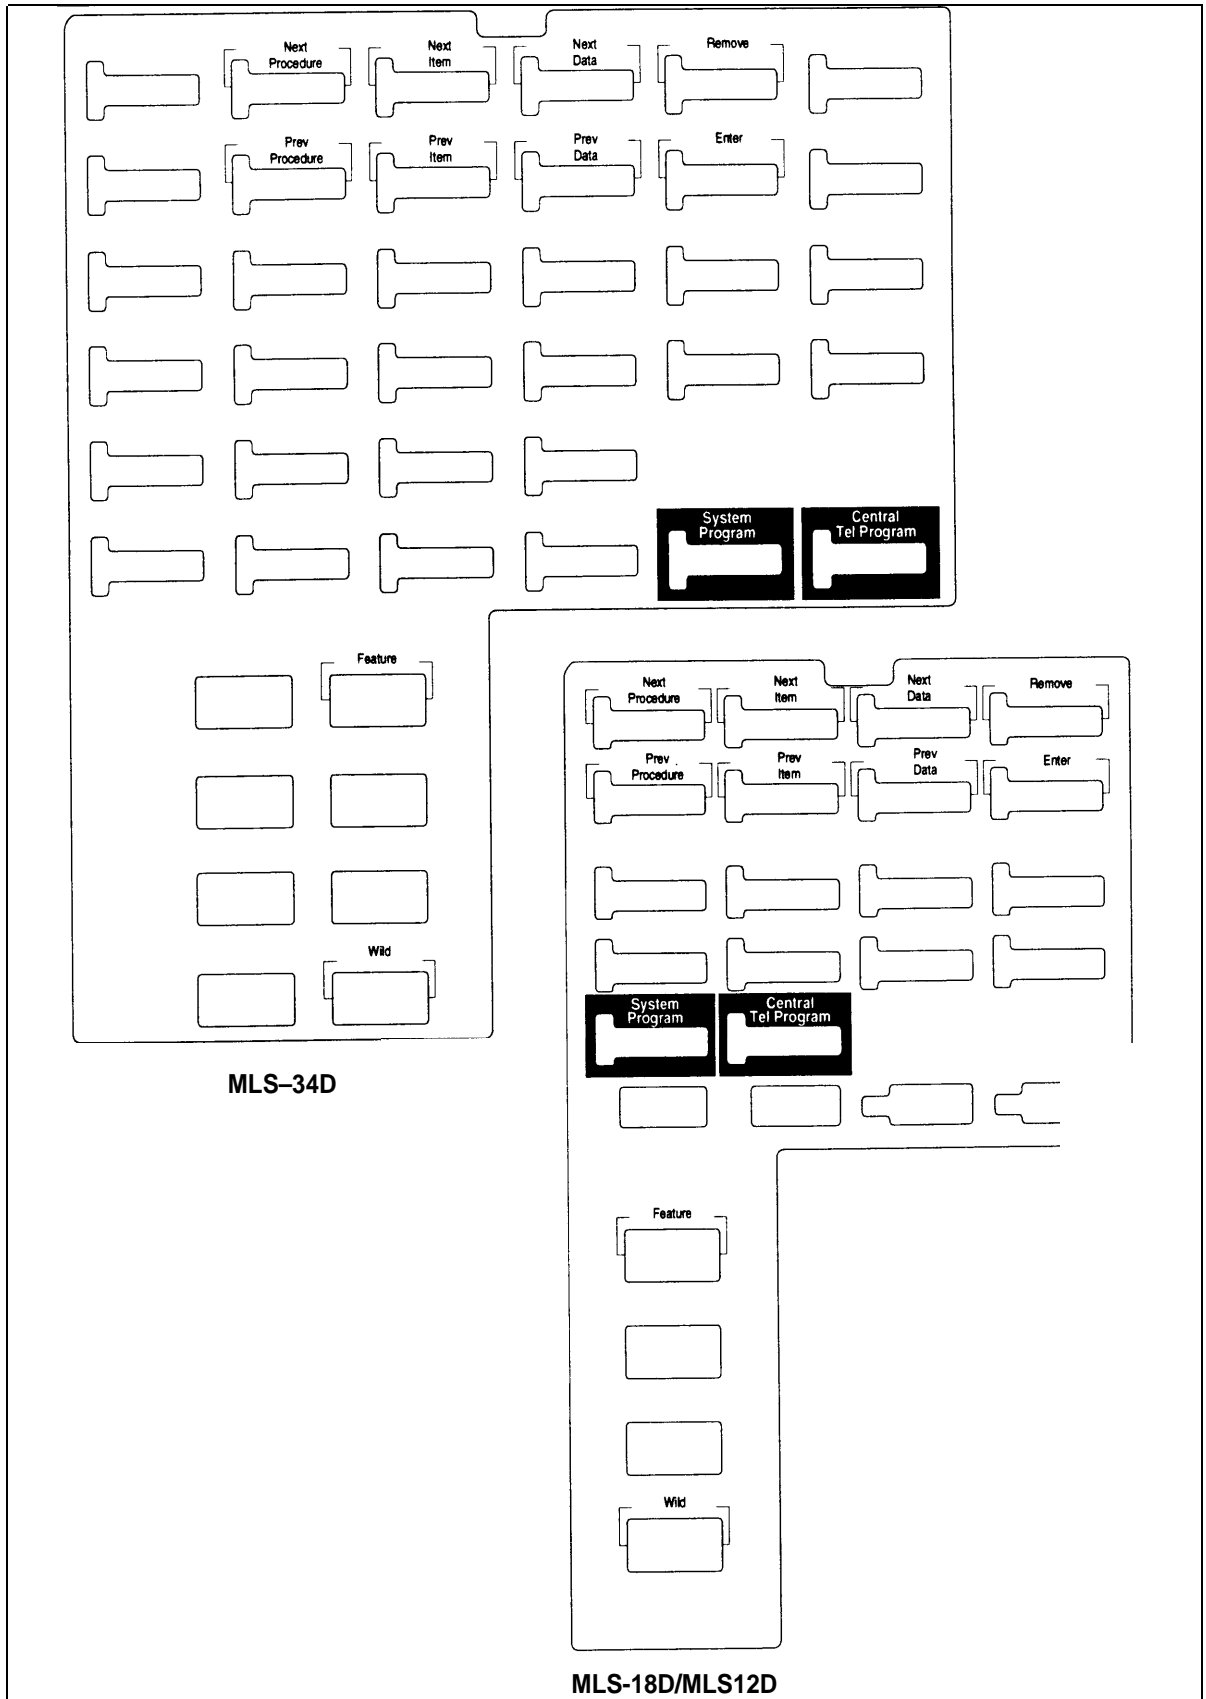 Next Procedure
Next Item
Next Data
Remove
Prev Procedure
Prev Item
Prev Data
Enter
System Program
Central Tel Program
Feature
Wild
MLS–34D
Next Procedure
Next Item
Next Data
Remove
Prev Procedure
Prev Item
Prev Data
Enter
System Program
Central Tel Program
Feature
Wild
MLS-18D/MLS12D